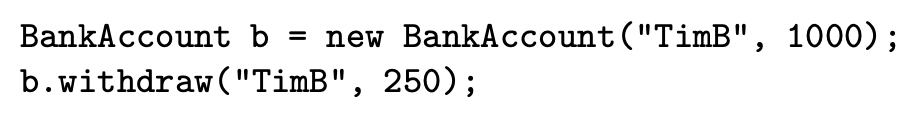 BankAccount b = new BankAccount("TimB", 1000);
b.withdraw("TimB", 250);